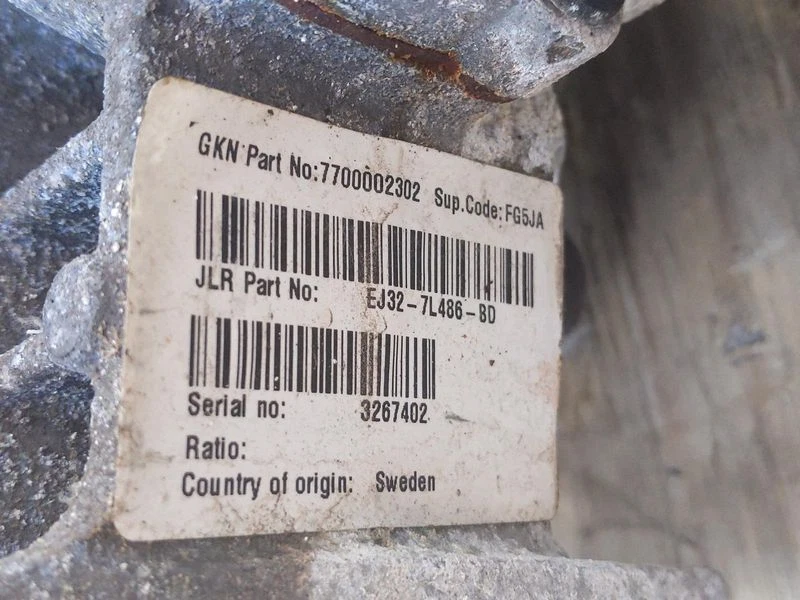 GKN Part No:7700002302 Sup.Code:FG5JA
JLR Part No: EJ32-7L486-BD
Serial no: 3267402
Ratio:
Country of origin: Sweden